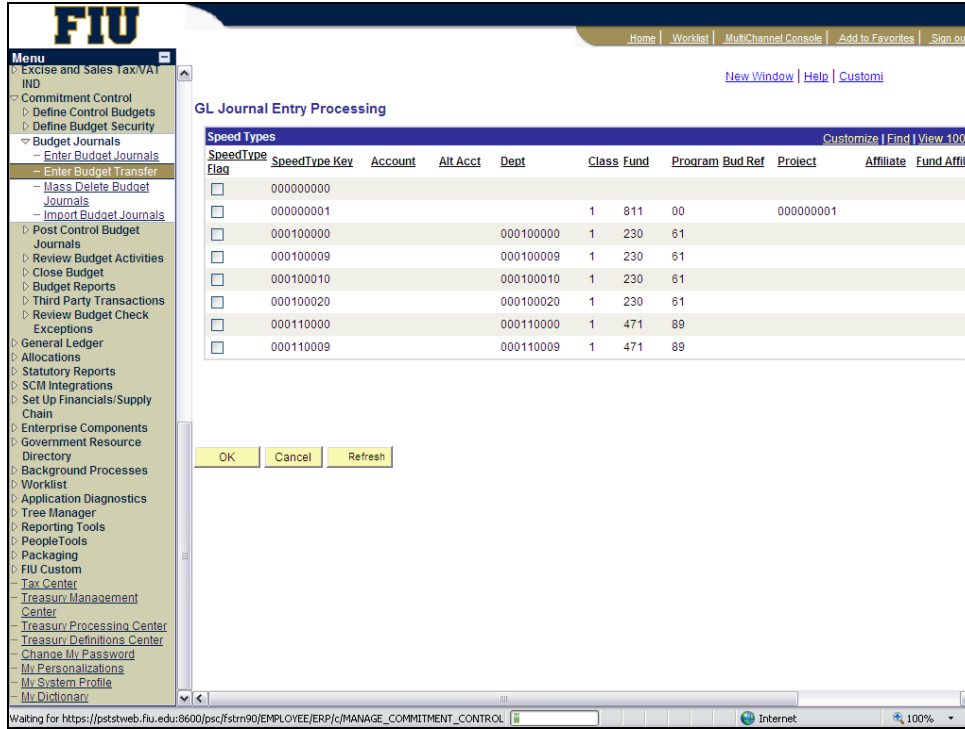 FIU
Home | Worklist | MultiChannel Console | Add to Favorites | Sign ou
Menu
Excise and Sales Tax/VAT
IND
Commitment Control
Define Control Budgets
Define Budget Security
Budget Journals
– Enter Budget Journals
– Enter Budget Transfer
– Mass Delete Budget
Journals
– Import Budget Journals
Post Control Budget
Journals
Review Budget Activities
Close Budget
Budget Reports
Third Party Transactions
Review Budget Check
Exceptions
General Ledger
Allocations
Statutory Reports
SCM Integrations
Set Up Financials/Supply
Chain
Enterprise Components
Government Resource
Directory
Background Processes
Worklist
Application Diagnostics
Tree Manager
Reporting Tools
PeopleTools
Packaging
FIU Custom
– Tax Center
– Treasury Management
Center
– Treasury Processing Center
– Treasury Definitions Center
– Change My Password
– My Personalizations
– My System Profile
– My Dictionary
New Window | Help | Customi
GL Journal Entry Processing
Speed Types Customize | Find | View 100
SpeedType Flag SpeedType Key Account Alt Acct Dept Class Fund Program Bud Ref Project Affiliate Fund Affil
000000000
000000001 1 811 00 000000001
000100000 000100000 1 230 61
000100009 000100009 1 230 61
000100010 000100010 1 230 61
000100020 000100020 1 230 61
000110000 000110000 1 471 89
000110009 000110009 1 471 89
OK Cancel Refresh
Waiting for https://pststweb.fiu.edu:8600/psc/fstrn90/EMPLOYEE/ERP/c/MANAGE_COMMITMENT_CONTROL Internet 100%